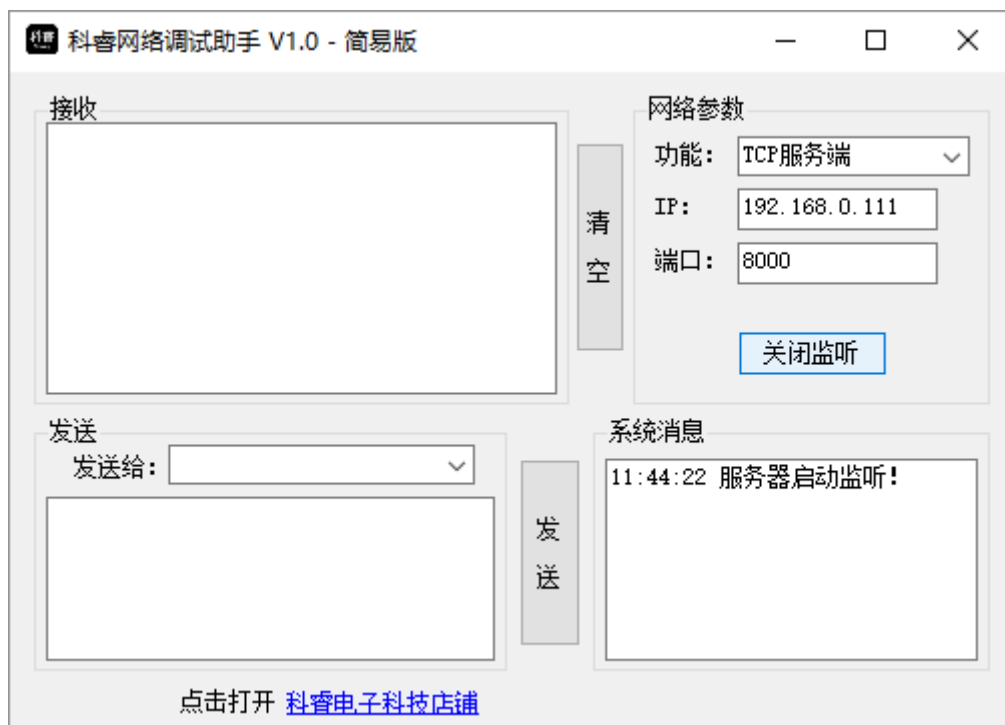 科睿
科睿网络调试助手 V1.0 - 简易版
接收
清空
网络参数
功能: TCP服务端
IP: 192.168.0.111
端口: 8000
关闭监听
发送
发送给:
发送
系统消息
11:44:22 服务器启动监听!
点击打开 科睿电子科技店铺